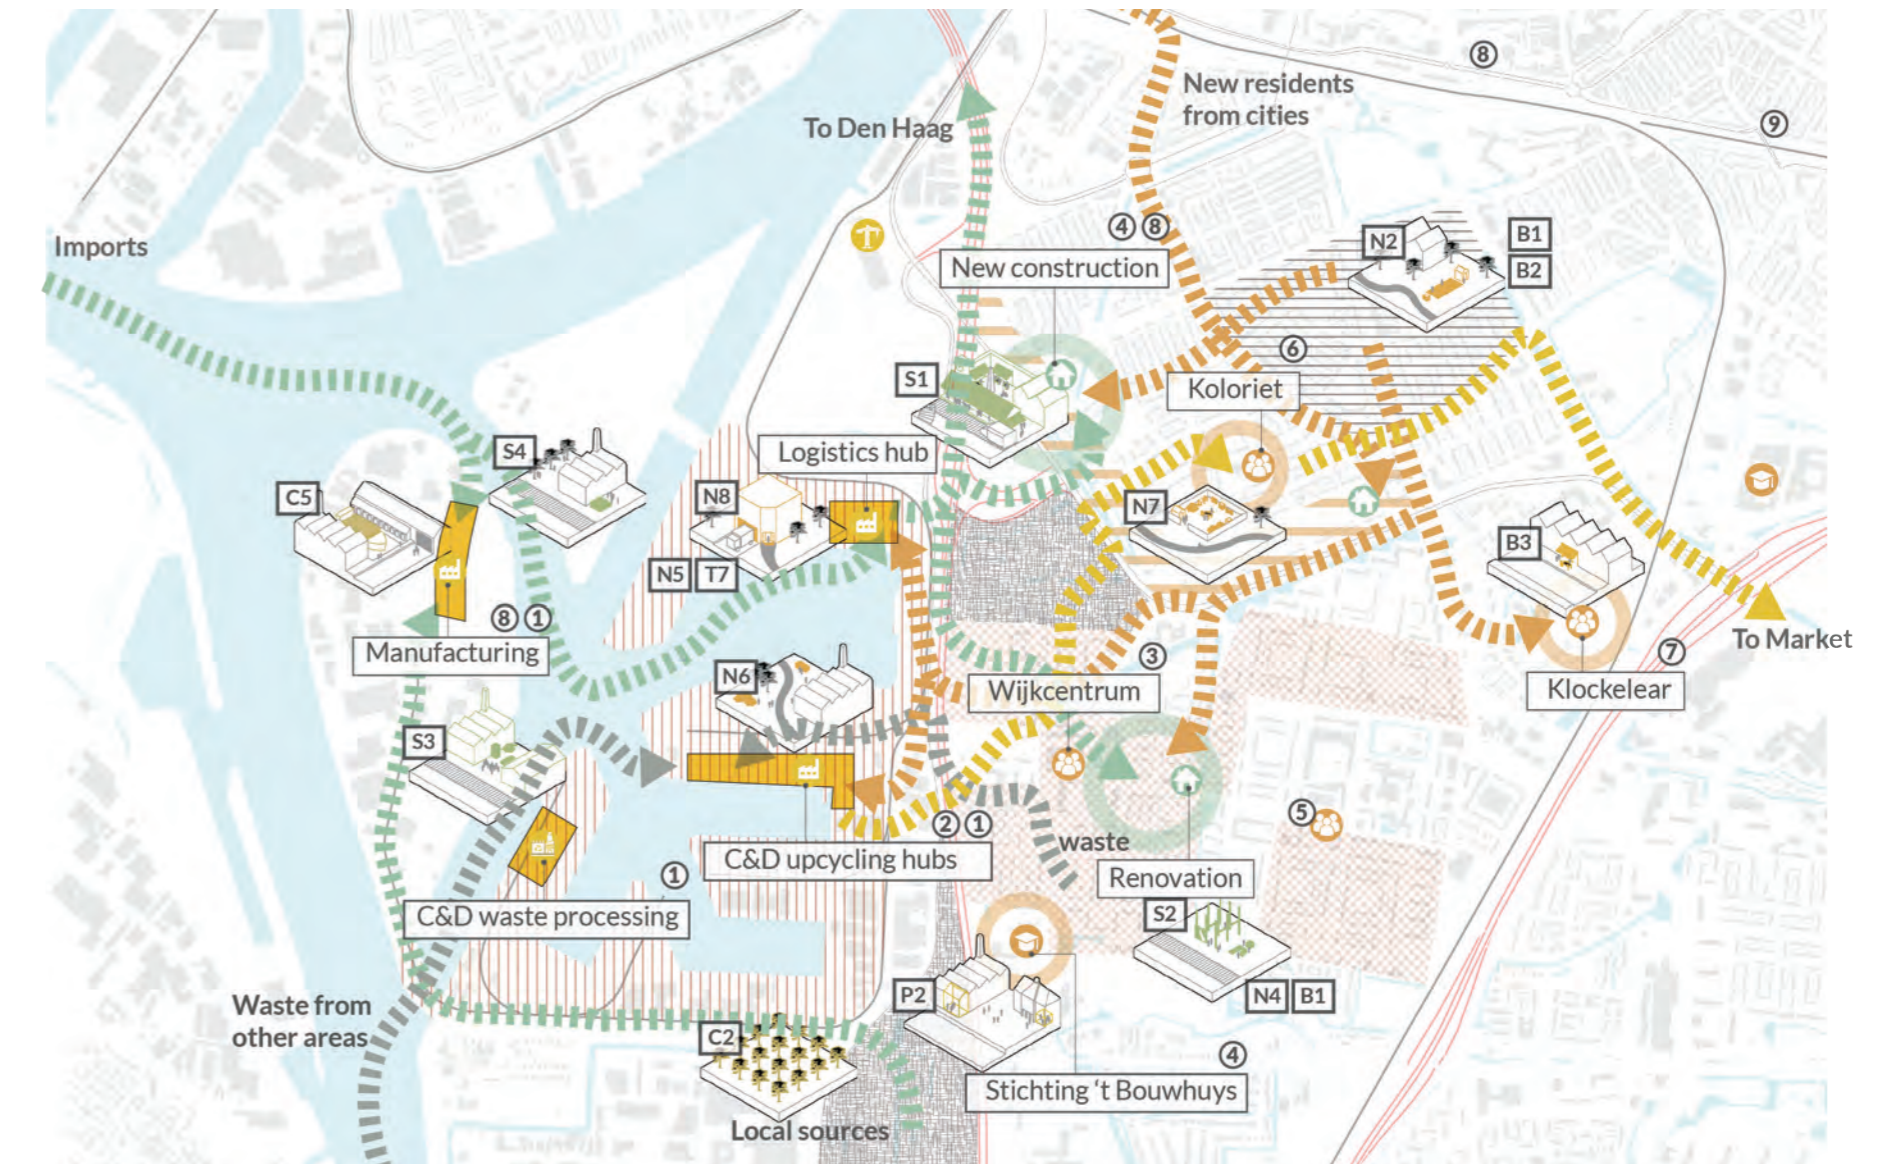 8
New residents
from cities
To Den Haag
9
Imports
4 8
New construction
N2
B1
B2
6
S1
Koloriet
S4
Logistics hub
C5
N8
N7
B3
N5 T7
8 1
Manufacturing
To Market
7
3
N6
Wijkcentrum
Klockelear
S3
5
2 1
waste
C&D upcycling hubs
1
Renovation
C&D waste processing
S2
P2
N4 B1
Waste from
other areas
C2
4
Stichting ‘t Bouwhuys
Local sources